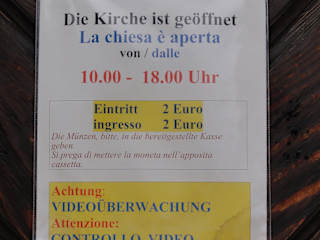 Die Kirche ist geöffnet
La chiesa è aperta
von / dalle
10.00 - 18.00 Uhr
Eintritt 2 Euro
ingresso 2 Euro
Die Münzen, bitte, in die bereitgestellte Kasse
geben
Si prega di mettere la moneta nell'apposita
cassetta.
Achtung:
VIDEOÜBERWACHUNG
Attenzione:
CONTROLLO VIDEO